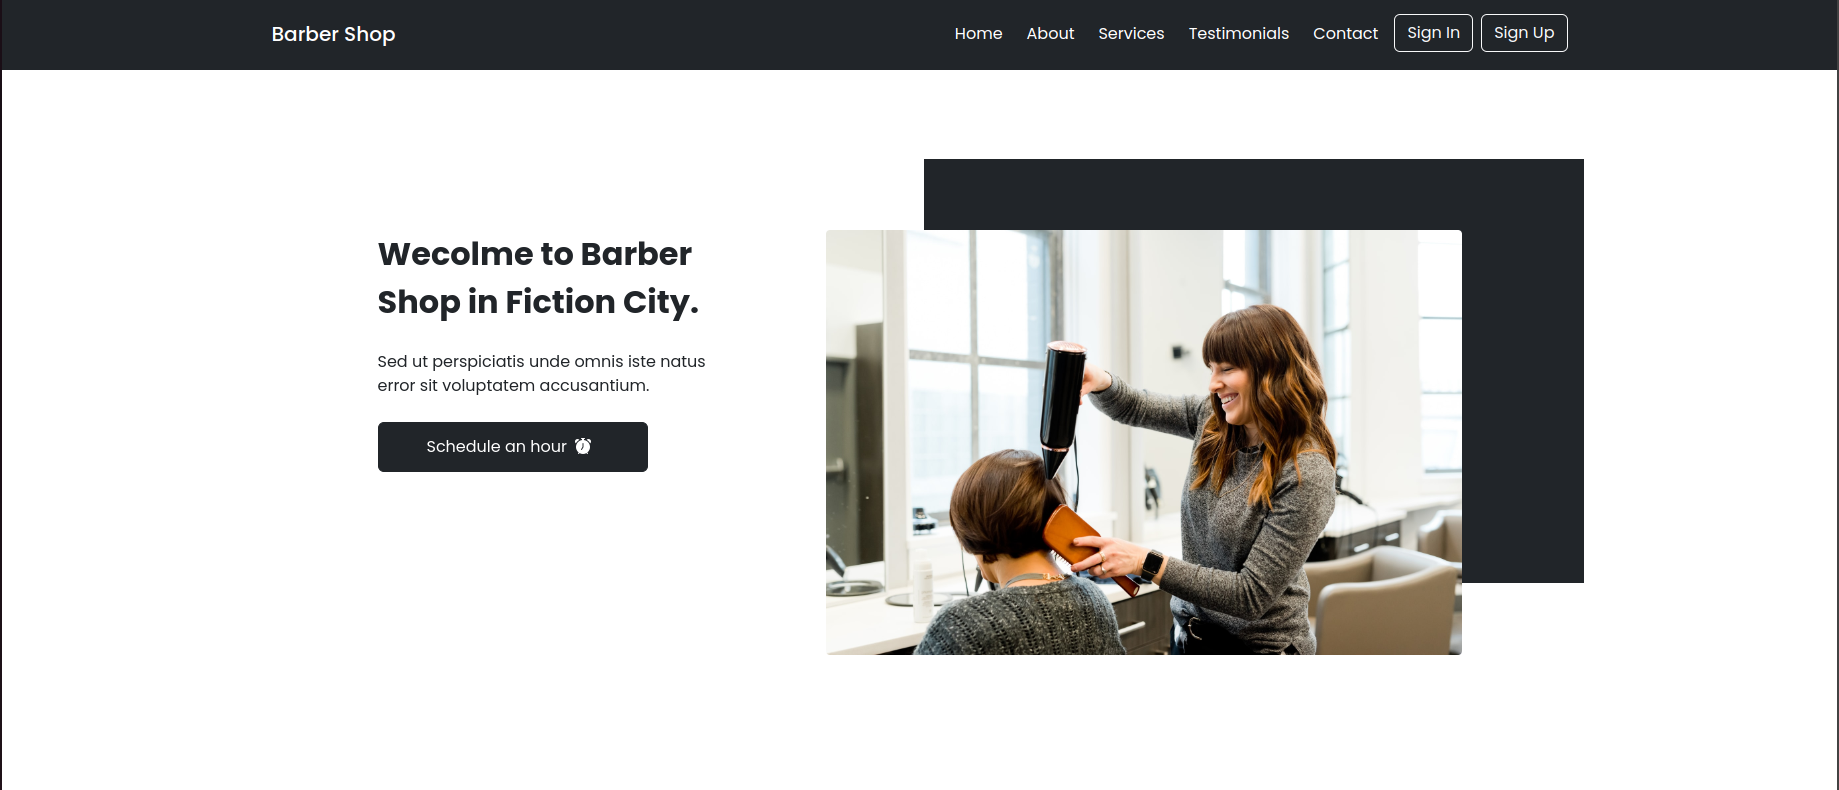 Barber Shop
Home About Services Testimonials Contact Sign In Sign Up
Wecolme to Barber
Shop in Fiction City.
Sed ut perspiciatis unde omnis iste natus
error sit voluptatem accusantium.
Schedule an hour